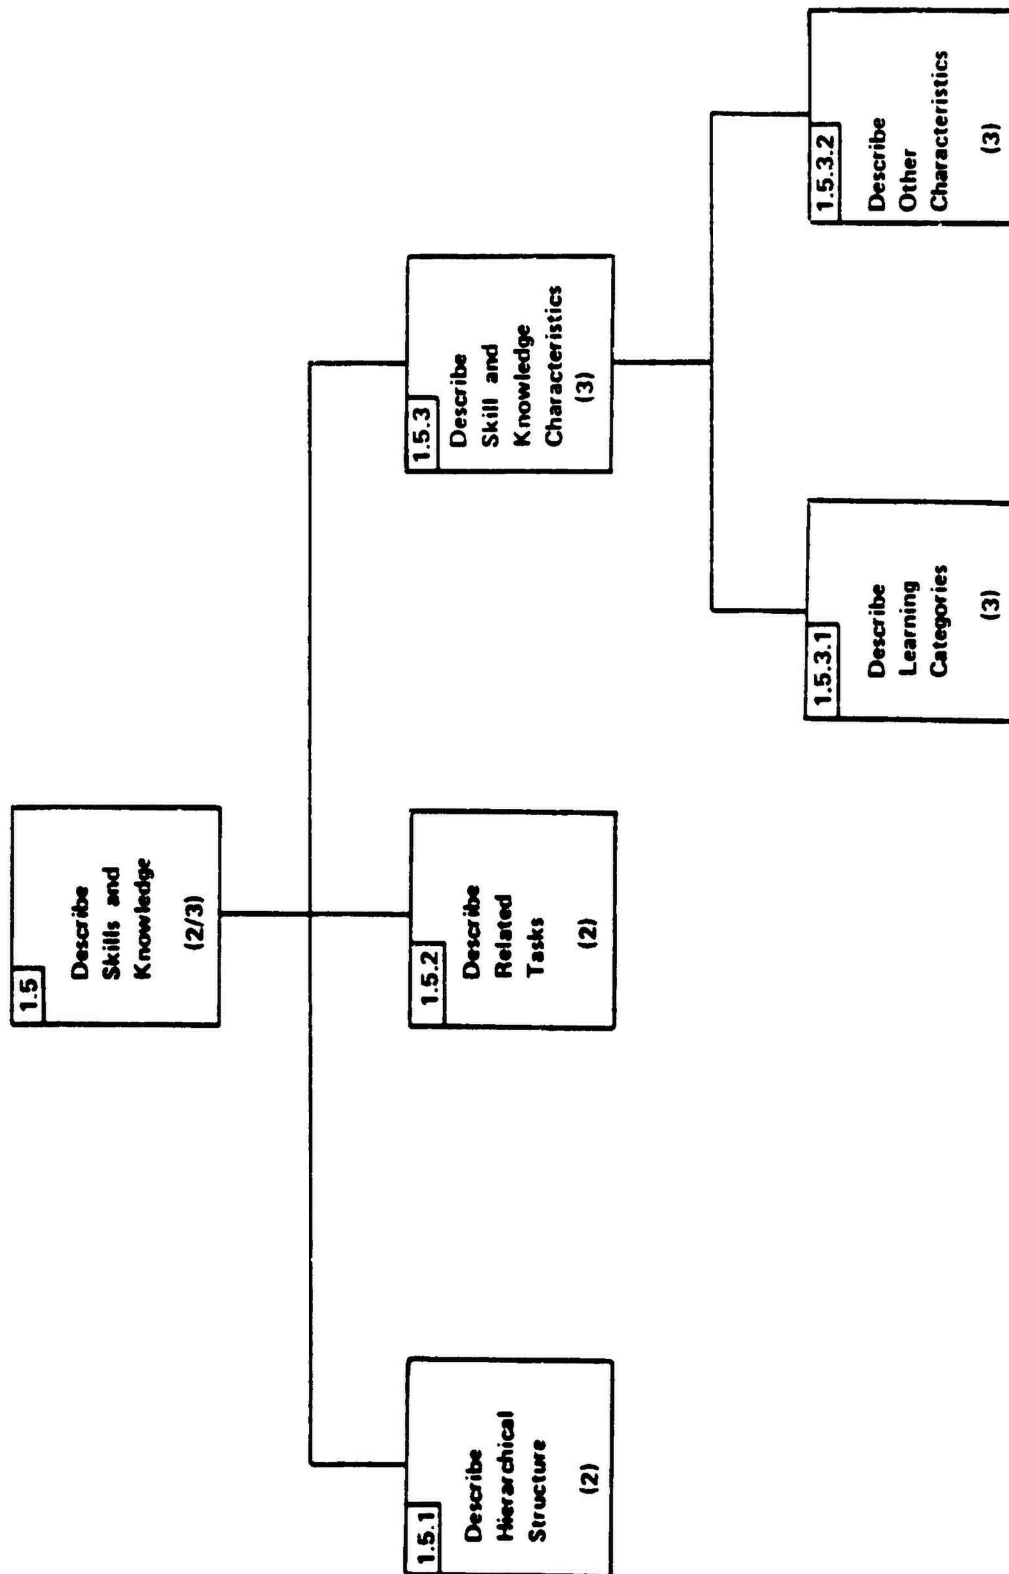 1.5
Describe
Skills and
Knowledge
(2/3)
1.5.1
Describe
Hierarchical
Structure
(2)
1.5.2
Describe
Related
Tasks
(2)
1.5.3
Describe
Skill and
Knowledge
Characteristics
(3)
1.5.3.1
Describe
Learning
Categories
(3)
1.5.3.2
Describe
Other
Characteristics
(3)